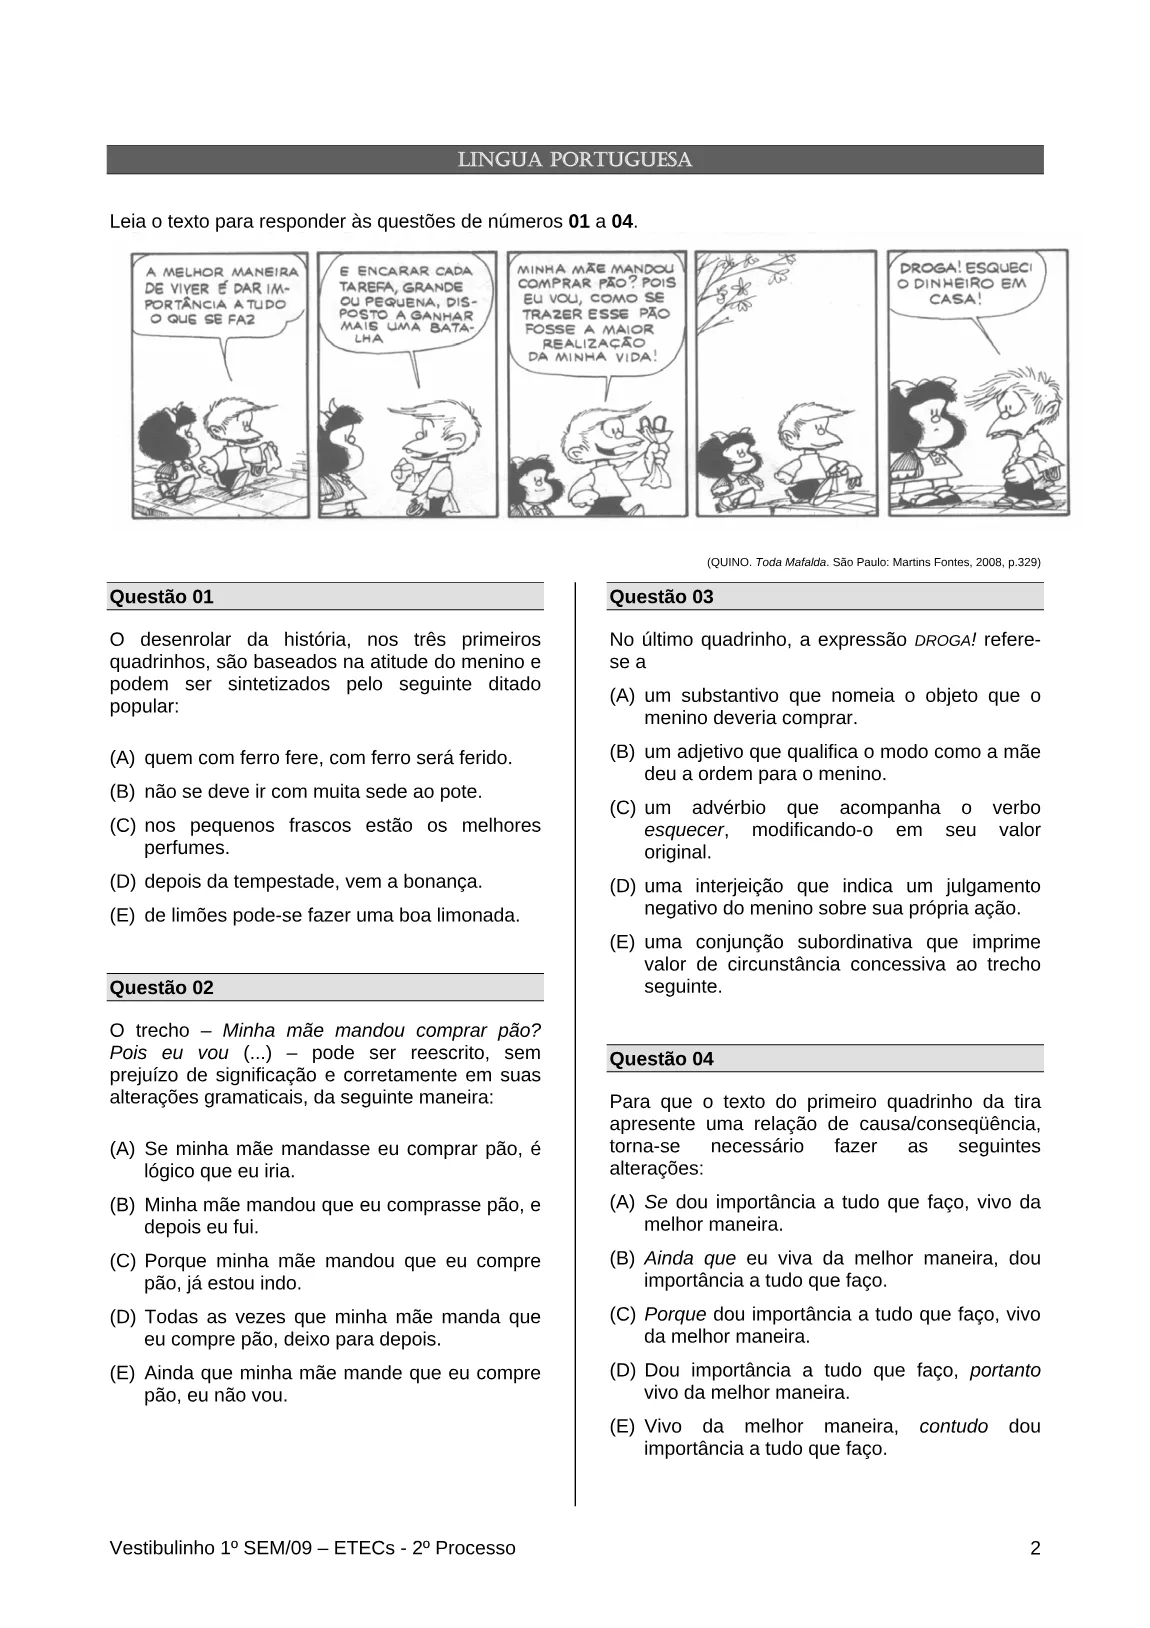 LINGUA PORTUGUESA
Leia o texto para responder às questões de números 01 a 04.
A MELHOR MANEIRA
DE VIVER É DAR IM-
PORTÂNCIA A TUDO
O QUE SE FAZ
E ENCARAR CADA
TAREFA, GRANDE
OU PEQUENA, DIS-
POSTO A GANHAR
MAIS UMA BATA-
LHA
MINHA MÃE MANDOU
COMPRAR PÃO? POIS
EU VOU, COMO SE
TRAZER ESSE PÃO
FOSSE A MAIOR
REALIZAÇÃO
DA MINHA VIDA!
DROGA! ESQUECI
O DINHEIRO EM
CASA!
(QUINO. Toda Mafalda. São Paulo: Martins Fontes, 2008, p.329)
Questão 01
O desenrolar da história, nos três primeiros
quadrinhos, são baseados na atitude do menino e
podem ser sintetizados pelo seguinte ditado
popular:
(A) quem com ferro fere, com ferro será ferido.
(B) não se deve ir com muita sede ao pote.
(C) nos pequenos frascos estão os melhores
perfumes.
(D) depois da tempestade, vem a bonança.
(E) de limões pode-se fazer uma boa limonada.
Questão 02
O trecho – Minha mãe mandou comprar pão?
Pois eu vou (...) – pode ser reescrito, sem
prejuízo de significação e corretamente em suas
alterações gramaticais, da seguinte maneira:
(A) Se minha mãe mandasse eu comprar pão, é
lógico que eu iria.
(B) Minha mãe mandou que eu comprasse pão, e
depois eu fui.
(C) Porque minha mãe mandou que eu compre
pão, já estou indo.
(D) Todas as vezes que minha mãe manda que
eu compre pão, deixo para depois.
(E) Ainda que minha mãe mande que eu compre
pão, eu não vou.
Questão 03
No último quadrinho, a expressão DROGA! refere-
se a
(A) um substantivo que nomeia o objeto que o
menino deveria comprar.
(B) um adjetivo que qualifica o modo como a mãe
deu a ordem para o menino.
(C) um advérbio que acompanha o verbo
esquecer, modificando-o em seu valor
original.
(D) uma interjeição que indica um julgamento
negativo do menino sobre sua própria ação.
(E) uma conjunção subordinativa que imprime
valor de circunstância concessiva ao trecho
seguinte.
Questão 04
Para que o texto do primeiro quadrinho da tira
apresente uma relação de causa/conseqüência,
torna-se necessário fazer as seguintes
alterações:
(A) Se dou importância a tudo que faço, vivo da
melhor maneira.
(B) Ainda que eu viva da melhor maneira, dou
importância a tudo que faço.
(C) Porque dou importância a tudo que faço, vivo
da melhor maneira.
(D) Dou importância a tudo que faço, portanto
vivo da melhor maneira.
(E) Vivo da melhor maneira, contudo dou
importância a tudo que faço.
Vestibulinho 1º SEM/09 – ETECs - 2º Processo 2